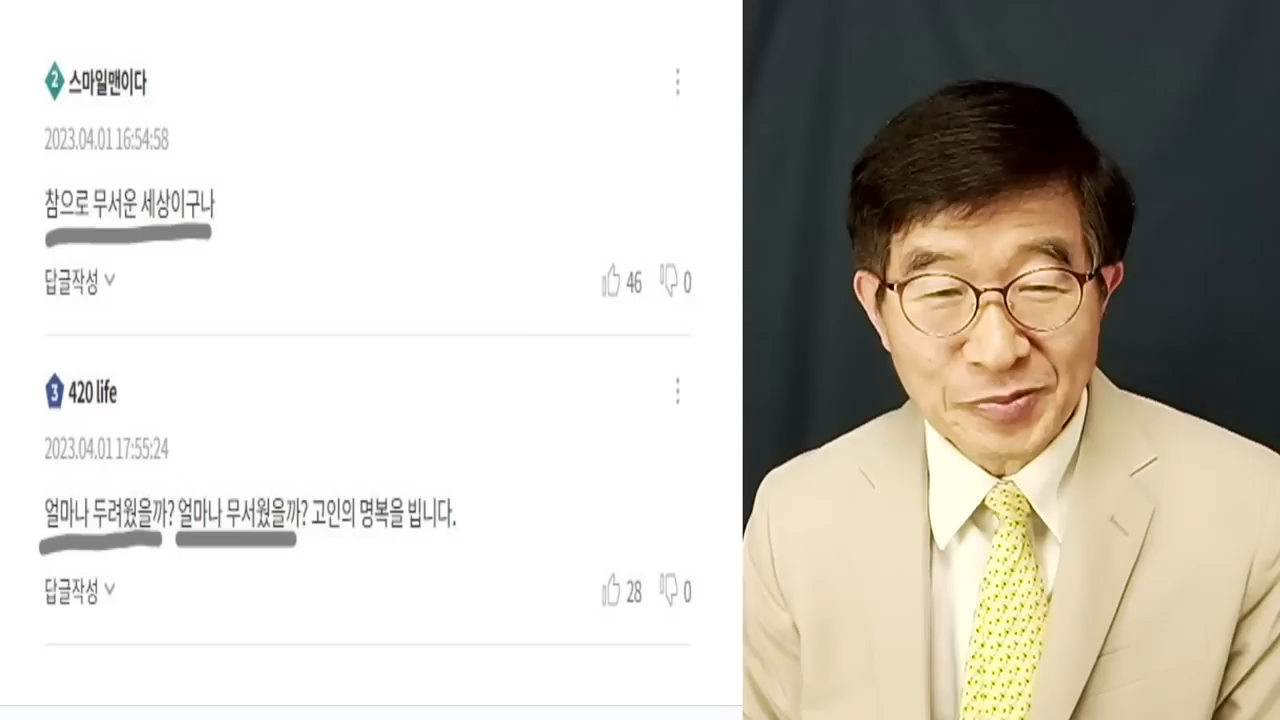 2 스마일맨이다
2023.04.01 16:54:58
참으로 무서운 세상이구나
답글작성 46 0
3 420 life
2023.04.01 17:55:24
얼마나 두려웠을까? 얼마나 무서웠을까? 고인의 명복을 빕니다.
답글작성 28 0